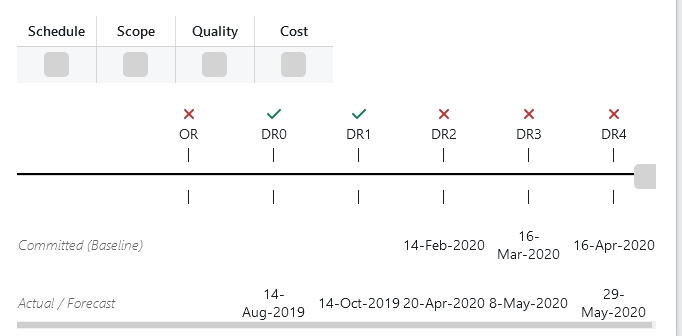 Schedule Scope Quality Cost
OR DR0 DR1 DR2 DR3 DR4
Committed (Baseline) 14-Feb-2020 16-Mar-2020 16-Apr-2020
Actual / Forecast 14-Aug-2019 14-Oct-2019 20-Apr-2020 8-May-2020 29-May-2020